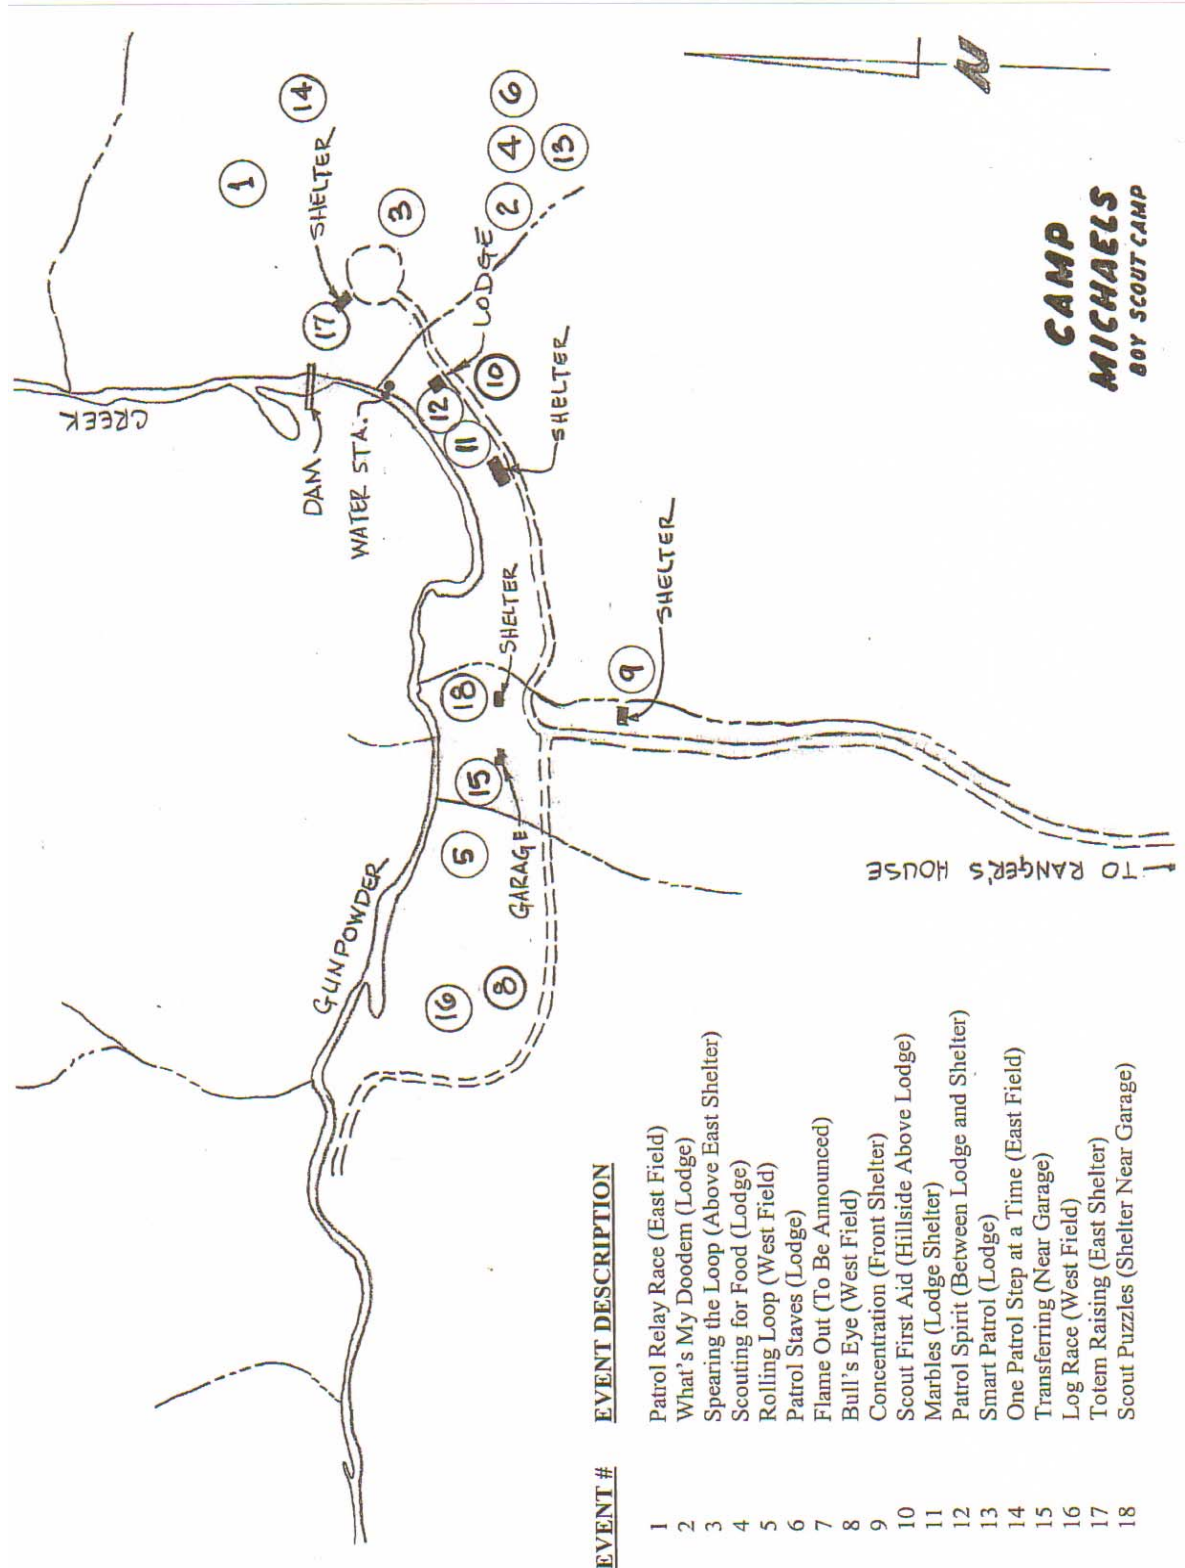 CREEK
DAM
WATER STA.
SHELTER
LODGE
SHELTER
SHELTER
SHELTER
GARAGE
GUNPOWDER
TO RANGER'S HOUSE
N
1
14
17
3
2
4
6
13
12
10
11
18
9
15
5
16
8
CAMP
MICHAELS
BOY SCOUT CAMP
EVENT # EVENT DESCRIPTION
1 Patrol Relay Race (East Field)
2 What's My Doodem (Lodge)
3 Spearing the Loop (Above East Shelter)
4 Scouting for Food (Lodge)
5 Rolling Loop (West Field)
6 Patrol Staves (Lodge)
7 Flame Out (To Be Announced)
8 Bull's Eye (West Field)
9 Concentration (Front Shelter)
10 Scout First Aid (Hillside Above Lodge)
11 Marbles (Lodge Shelter)
12 Patrol Spirit (Between Lodge and Shelter)
13 Smart Patrol (Lodge)
14 One Patrol Step at a Time (East Field)
15 Transferring (Near Garage)
16 Log Race (West Field)
17 Totem Raising (East Shelter)
18 Scout Puzzles (Shelter Near Garage)